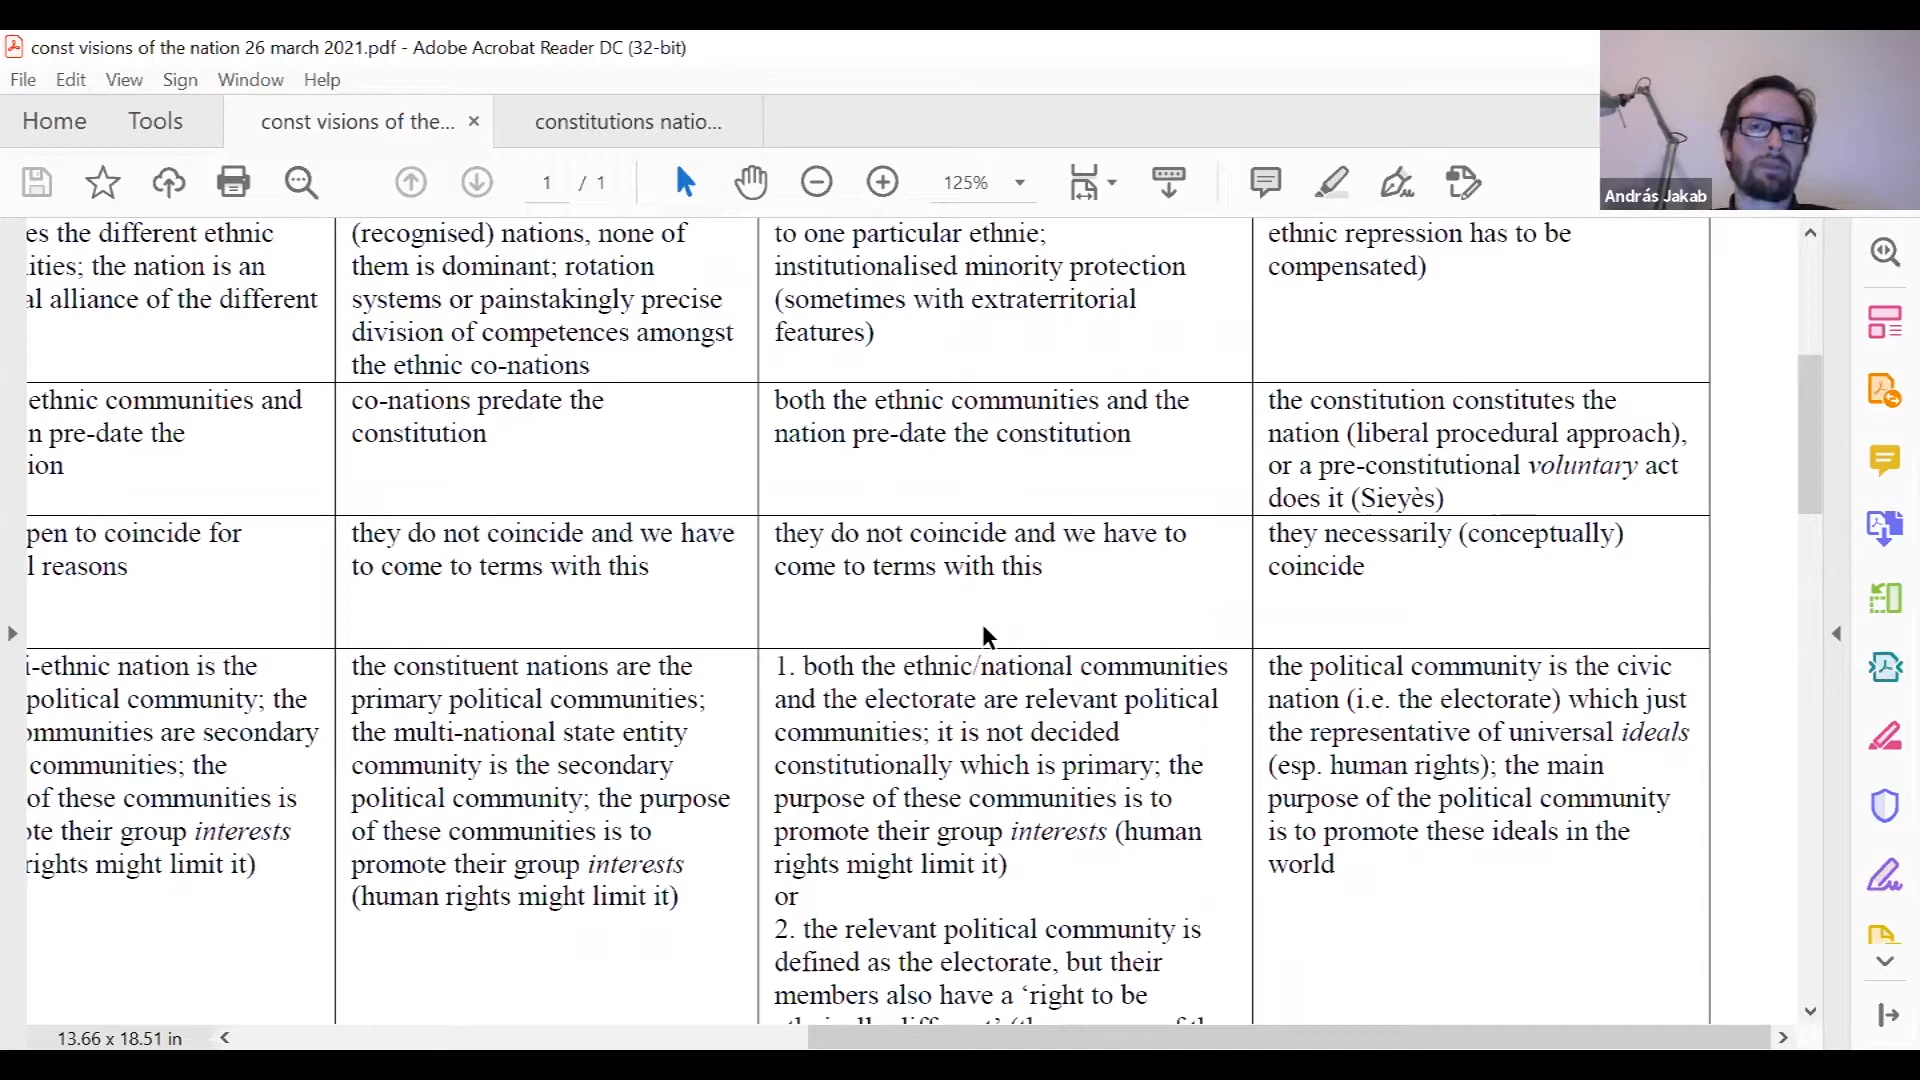 const visions of the nation 26 march 2021.pdf - Adobe Acrobat Reader DC (32-bit)
File Edit View Sign Window Help
Home Tools const visions of the... × constitutions natio...
1 / 1 125%
András Jakab
es the different ethnic
ities; the nation is an
al alliance of the different
(recognised) nations, none of
them is dominant; rotation
systems or painstakingly precise
division of competences amongst
the ethnic co-nations
to one particular ethnie;
institutionalised minority protection
(sometimes with extraterritorial
features)
ethnic repression has to be
compensated)
ethnic communities and
n pre-date the
ion
co-nations predate the
constitution
both the ethnic communities and the
nation pre-date the constitution
the constitution constitutes the
nation (liberal procedural approach),
or a pre-constitutional voluntary act
does it (Sieyès)
pen to coincide for
l reasons
they do not coincide and we have
to come to terms with this
they do not coincide and we have to
come to terms with this
they necessarily (conceptually)
coincide
i-ethnic nation is the
political community; the
ommunities are secondary
communities; the
of these communities is
te their group interests
rights might limit it)
the constituent nations are the
primary political communities;
the multi-national state entity
community is the secondary
political community; the purpose
of these communities is to
promote their group interests
(human rights might limit it)
1. both the ethnic/national communities
and the electorate are relevant political
communities; it is not decided
constitutionally which is primary; the
purpose of these communities is to
promote their group interests (human
rights might limit it)
or
2. the relevant political community is
defined as the electorate, but their
members also have a ‘right to be
the political community is the civic
nation (i.e. the electorate) which just
the representative of universal ideals
(esp. human rights); the main
purpose of the political community
is to promote these ideals in the
world
13.66 x 18.51 in